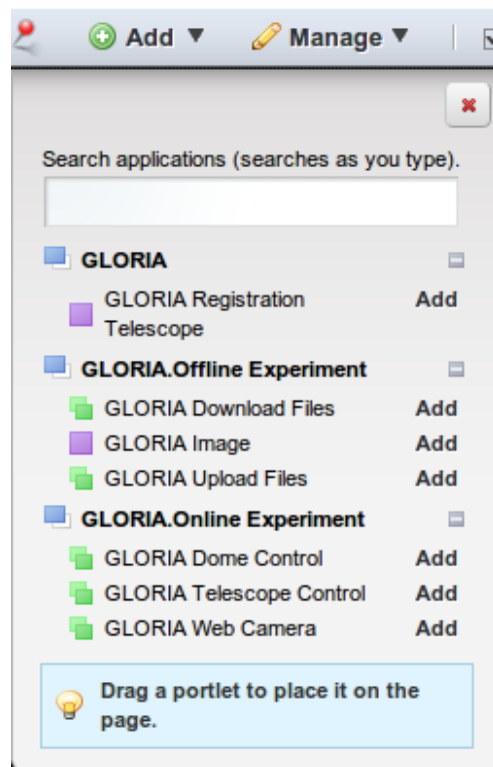 Add ▼ Manage ▼
Search applications (searches as you type).
GLORIA
GLORIA Registration Add
Telescope
GLORIA.Offline Experiment
GLORIA Download Files Add
GLORIA Image Add
GLORIA Upload Files Add
GLORIA.Online Experiment
GLORIA Dome Control Add
GLORIA Telescope Control Add
GLORIA Web Camera Add
Drag a portlet to place it on the
page.